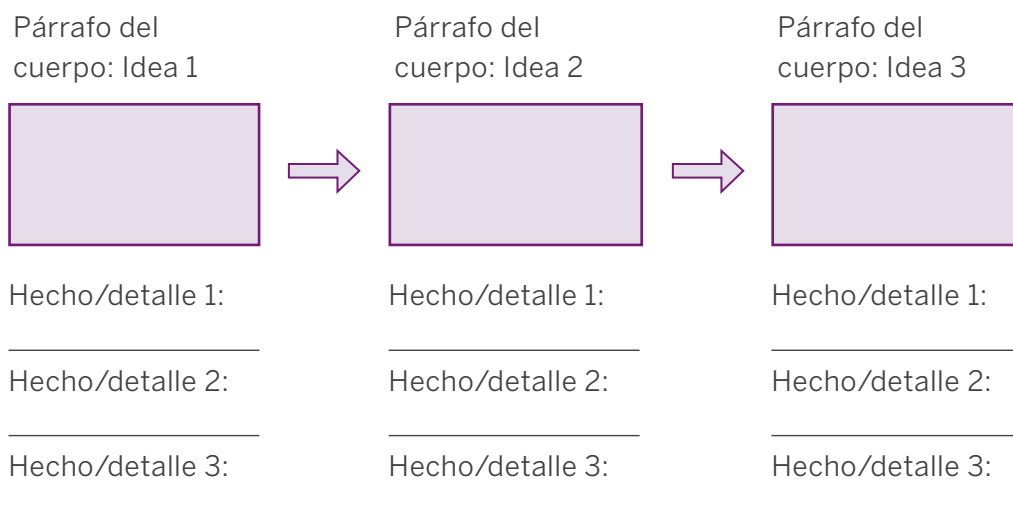 Párrafo del
cuerpo: Idea 1
Párrafo del
cuerpo: Idea 2
Párrafo del
cuerpo: Idea 3
Hecho/detalle 1:
Hecho/detalle 1:
Hecho/detalle 1:
Hecho/detalle 2:
Hecho/detalle 2:
Hecho/detalle 2:
Hecho/detalle 3:
Hecho/detalle 3:
Hecho/detalle 3: